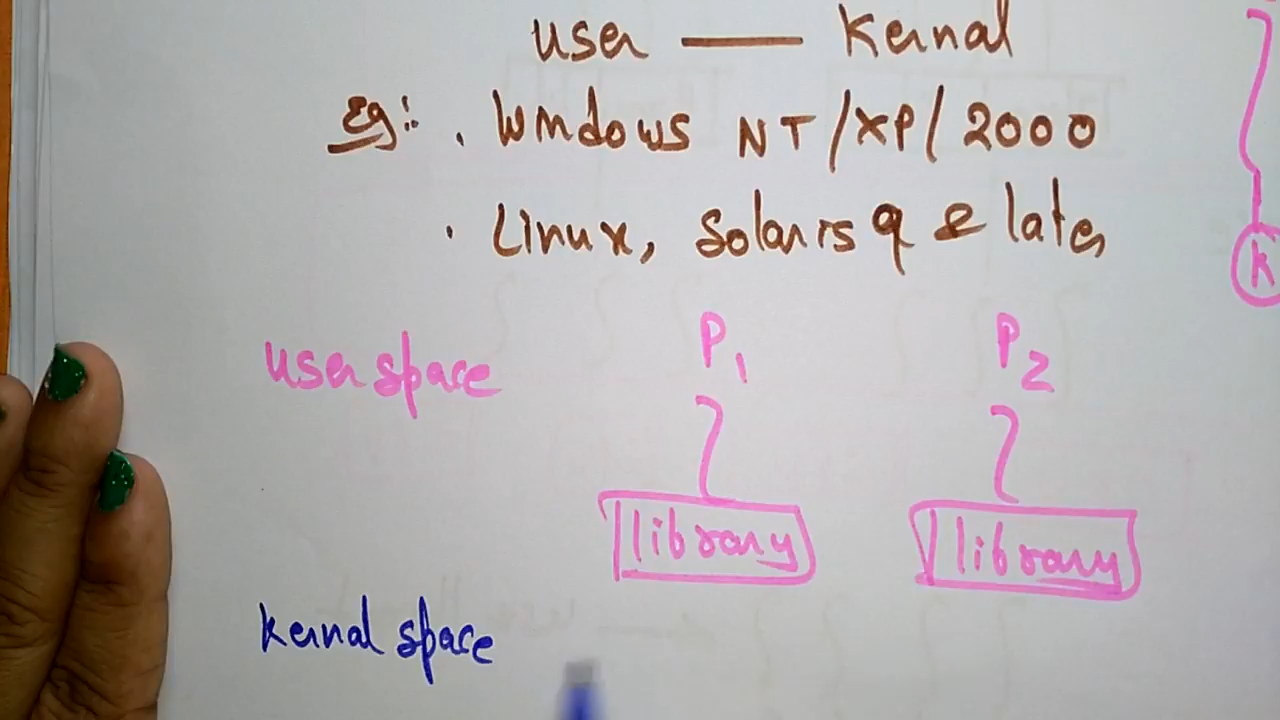 user — Kernal
Eg:. Windows NT/XP/2000
. Linux, Solaris 9 & later
K
user space P1 P2
library library
kernal space